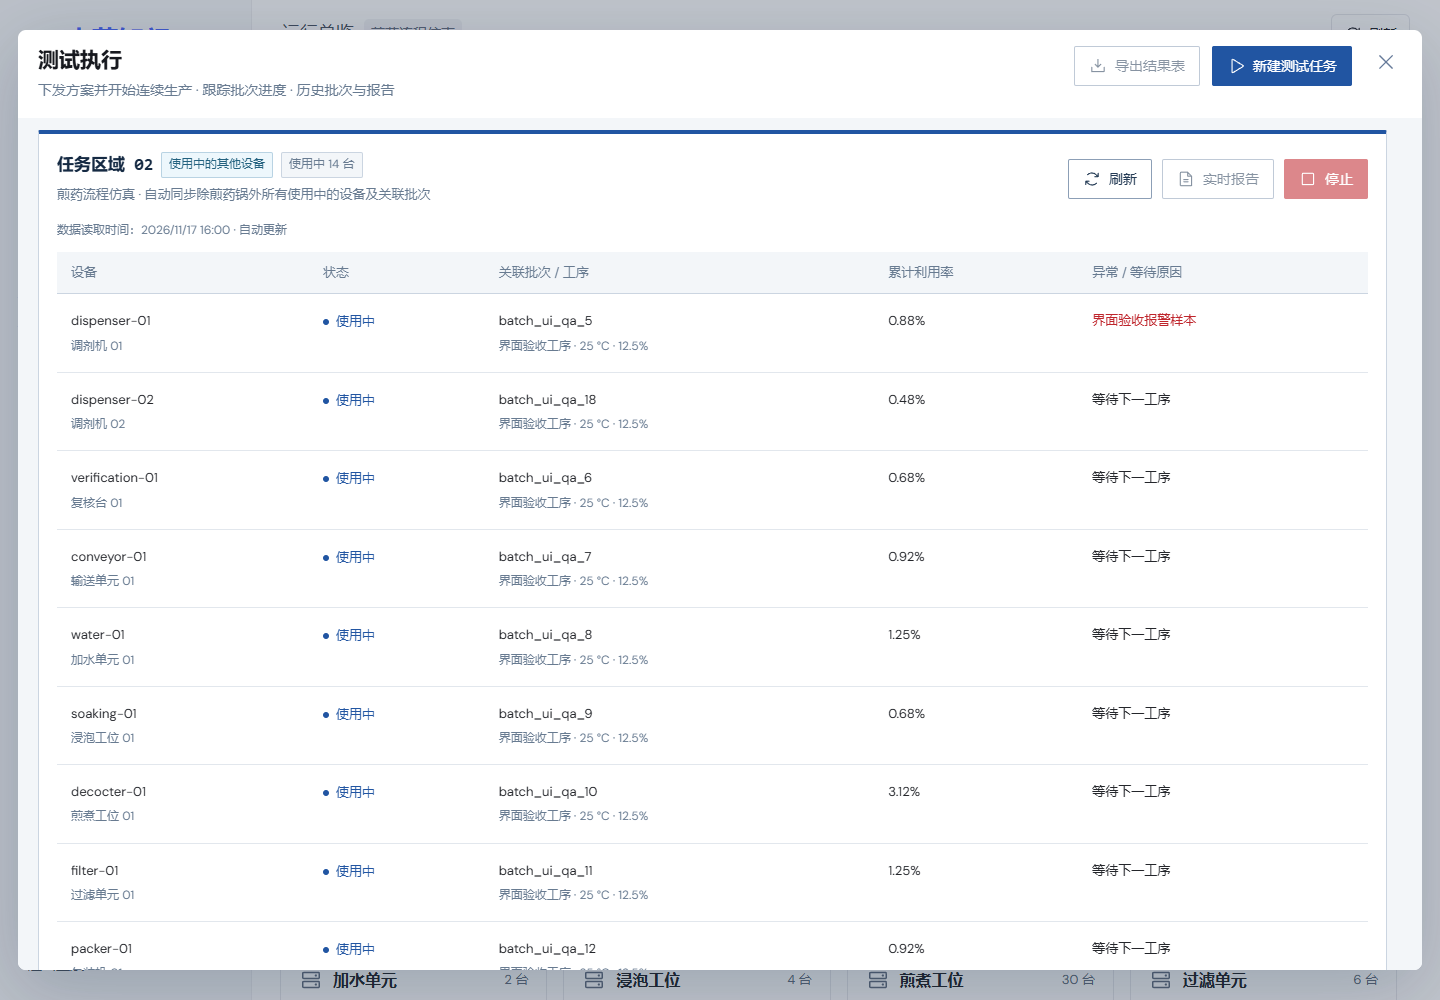 测试执行
下发方案并开始连续生产 · 跟踪批次进度 · 历史批次与报告
导出结果表
新建测试任务
任务区域 02 使用中的其他设备 使用中 14 台
煎药流程仿真 · 自动同步除煎药锅外所有使用中的设备及关联批次
刷新
实时报告
停止
数据读取时间：2026/11/17 16:00 · 自动更新
设备 状态 关联批次 / 工序 累计利用率 异常 / 等待原因
dispenser-01 使用中 batch_ui_qa_5 0.88% 界面验收报警样本
调剂机 01 界面验收工序 · 25 °C · 12.5%
dispenser-02 使用中 batch_ui_qa_18 0.48% 等待下一工序
调剂机 02 界面验收工序 · 25 °C · 12.5%
verification-01 使用中 batch_ui_qa_6 0.68% 等待下一工序
复核台 01 界面验收工序 · 25 °C · 12.5%
conveyor-01 使用中 batch_ui_qa_7 0.92% 等待下一工序
输送单元 01 界面验收工序 · 25 °C · 12.5%
water-01 使用中 batch_ui_qa_8 1.25% 等待下一工序
加水单元 01 界面验收工序 · 25 °C · 12.5%
soaking-01 使用中 batch_ui_qa_9 0.68% 等待下一工序
浸泡工位 01 界面验收工序 · 25 °C · 12.5%
decocter-01 使用中 batch_ui_qa_10 3.12% 等待下一工序
煎煮工位 01 界面验收工序 · 25 °C · 12.5%
filter-01 使用中 batch_ui_qa_11 1.25% 等待下一工序
过滤单元 01 界面验收工序 · 25 °C · 12.5%
packer-01 使用中 batch_ui_qa_12 0.92% 等待下一工序
加水单元 2 台 浸泡工位 4 台 煎煮工位 30 台 过滤单元 6 台